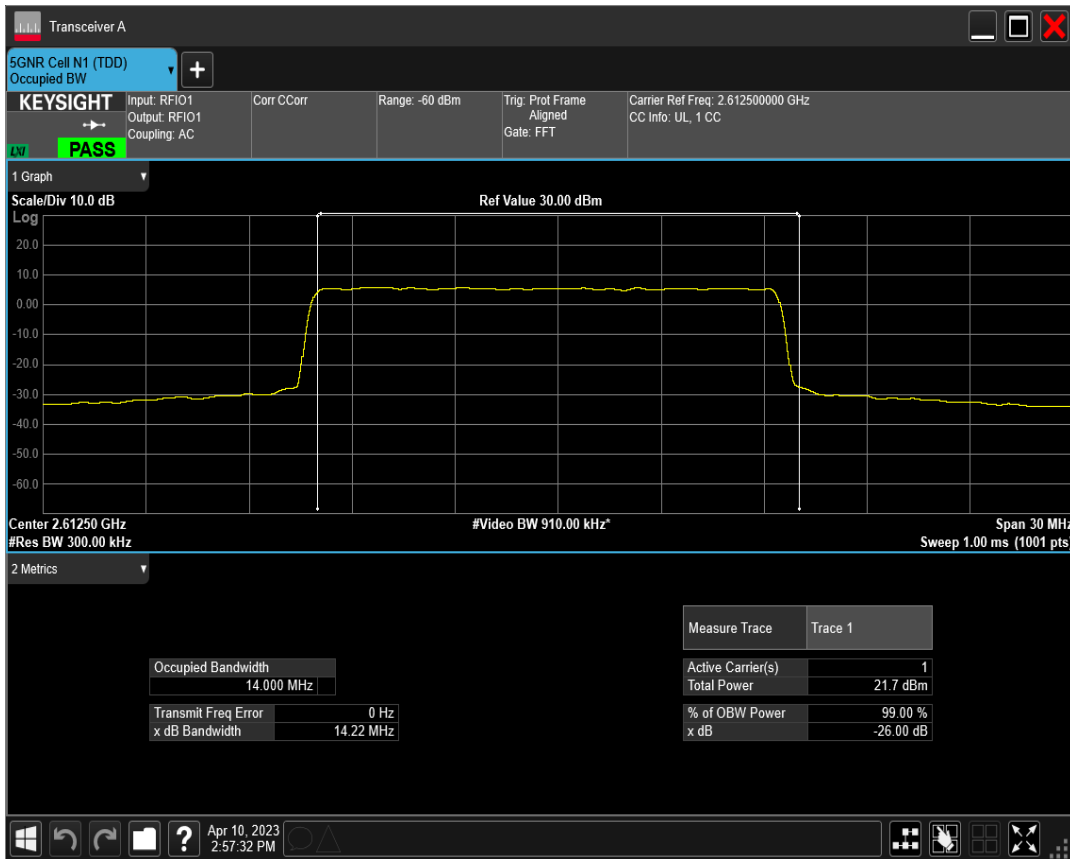 Transceiver A
5GNR Cell N1 (TDD)
Occupied BW
+
KEYSIGHT
LXI
PASS
Input: RFIO1
Output: RFIO1
Coupling: AC
Corr CCorr
Range: -60 dBm
Trig: Prot Frame
Aligned
Gate: FFT
Carrier Ref Freq: 2.612500000 GHz
CC Info: UL, 1 CC
1 Graph
Scale/Div 10.0 dB
Ref Value 30.00 dBm
Log
20.0
10.0
0.00
-10.0
-20.0
-30.0
-40.0
-50.0
-60.0
Center 2.61250 GHz
#Video BW 910.00 kHz*
Span 30 MHz
#Res BW 300.00 kHz
Sweep 1.00 ms (1001 pts)
2 Metrics
Measure Trace Trace 1
Occupied Bandwidth
14.000 MHz
Transmit Freq Error 0 Hz
x dB Bandwidth 14.22 MHz
Active Carrier(s) 1
Total Power 21.7 dBm
% of OBW Power 99.00 %
x dB -26.00 dB
?
Apr 10, 2023
2:57:32 PM